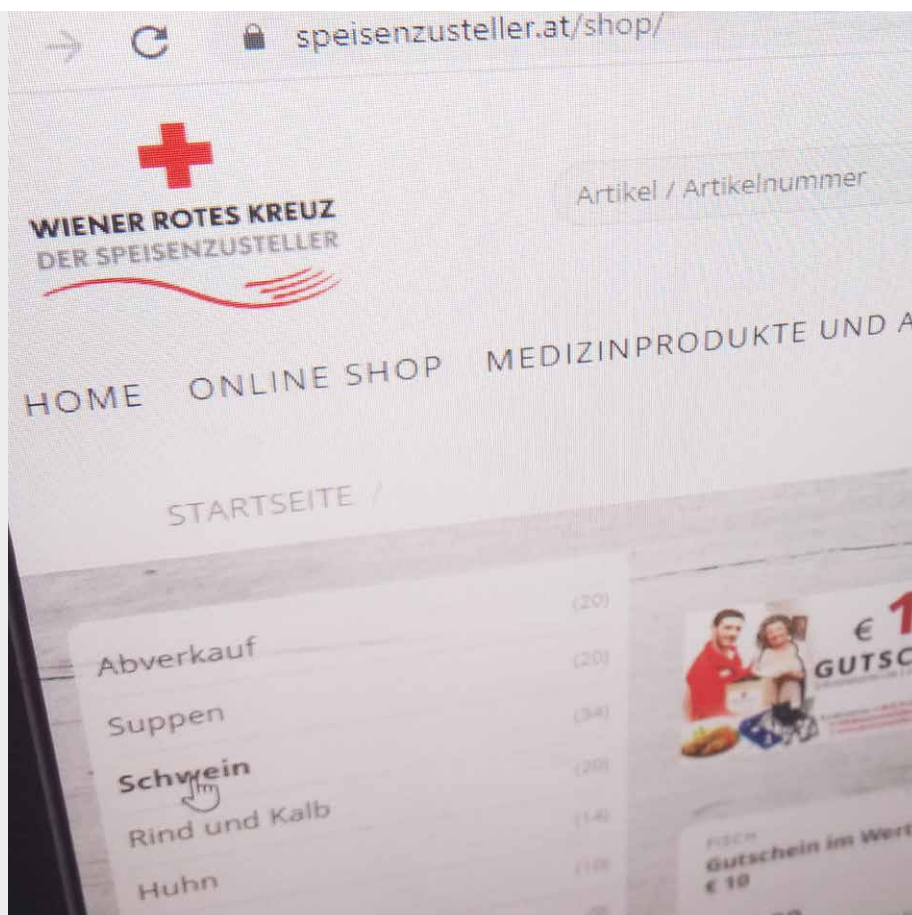 speisenzusteller.at/shop/
WIENER ROTES KREUZ
DER SPEISENZUSTELLER
Artikel / Artikelnummer
HOME ONLINE SHOP MEDIZINPRODUKTE UND A
STARTSEITE /
Abverkauf (20)
Suppen (20)
Schwein (34)
Rind und Kalb (20)
Huhn (14)
€ 1
GUTSC
FISCH
Gutschein im Wert
€ 10